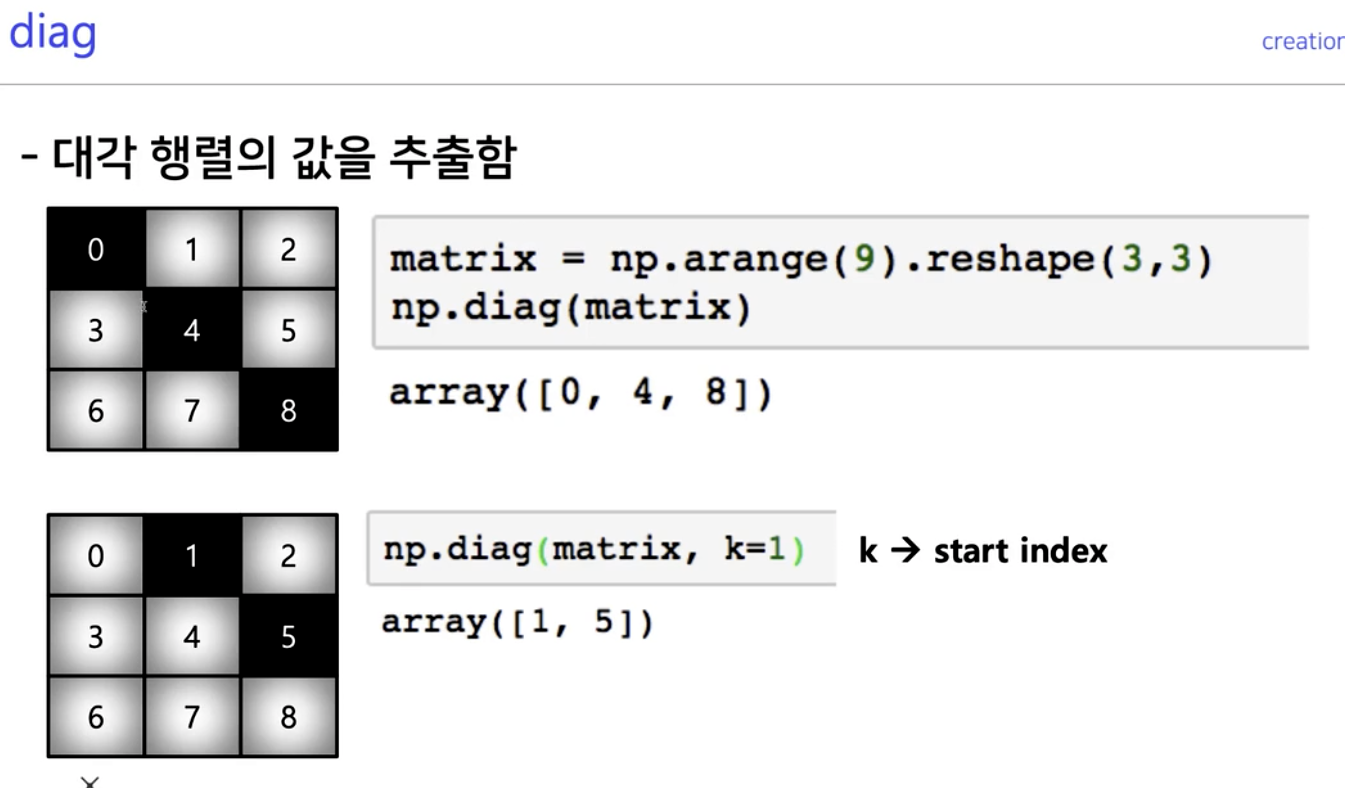 diag
creation
- 대각 행렬의 값을 추출함
0 1 2
3 4 5
6 7 8
matrix = np.arange(9).reshape(3,3)
np.diag(matrix)
array([0, 4, 8])
0 1 2
3 4 5
6 7 8
np.diag(matrix, k=1)
k → start index
array([1, 5])